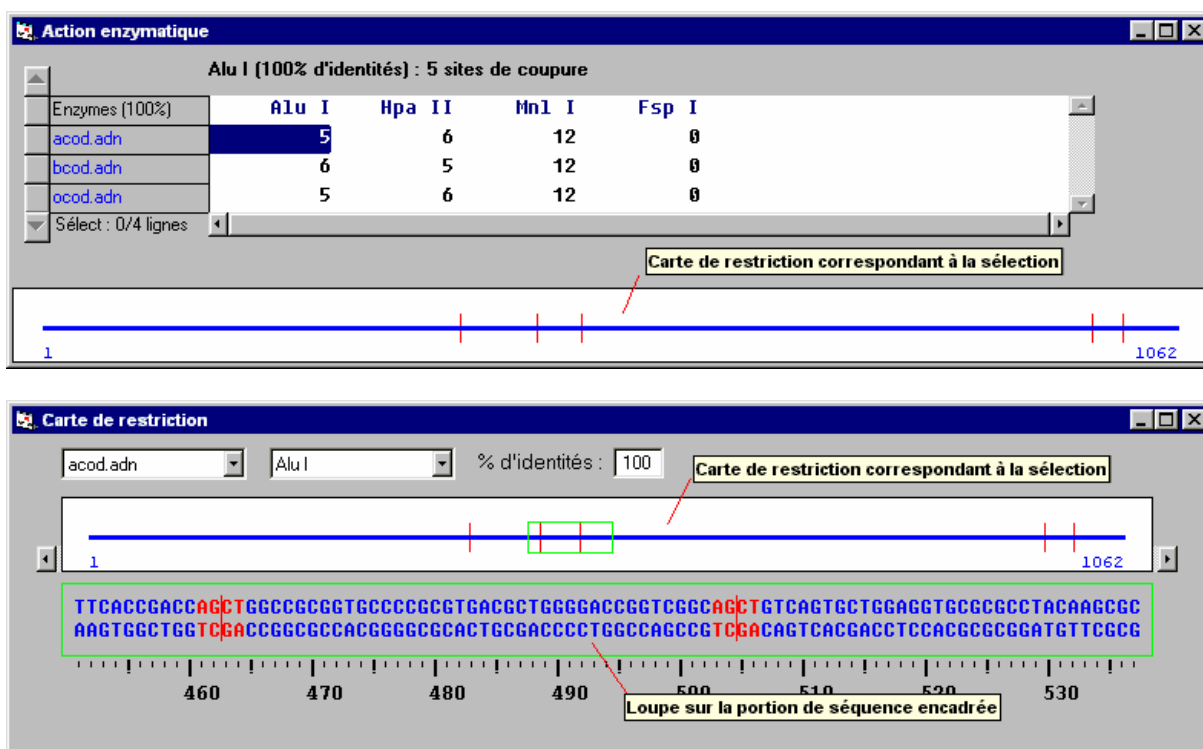 Action enzymatique
Alu I (100% d'identités) : 5 sites de coupure
Enzymes (100%) Alu I Hpa II Mnl I Fsp I
acod.adn 5 6 12 0
bcod.adn 6 5 12 0
ocod.adn 5 6 12 0
Sélect : 0/4 lignes
Carte de restriction correspondant à la sélection
1 1062
Carte de restriction
acod.adn Alu I % d'identités : 100
Carte de restriction correspondant à la sélection
1 1062
TTCACCGACCAGCTGGCCGCGGTGCCCCGCGTGACGCTGGGGACCGGTCGGCAGCTGTCAGTGCTGGAGGTGCGCGCCTACAAGCGC
AAGTGGCTGGTCGACCGGCGCCACGGGGCGCACTGCGACCCCTGGCCAGCCGTCGACAGTCACGACCTCCACGCGCGGATGTTCGCG
460 470 480 490 500 510 520 530
Loupe sur la portion de séquence encadrée